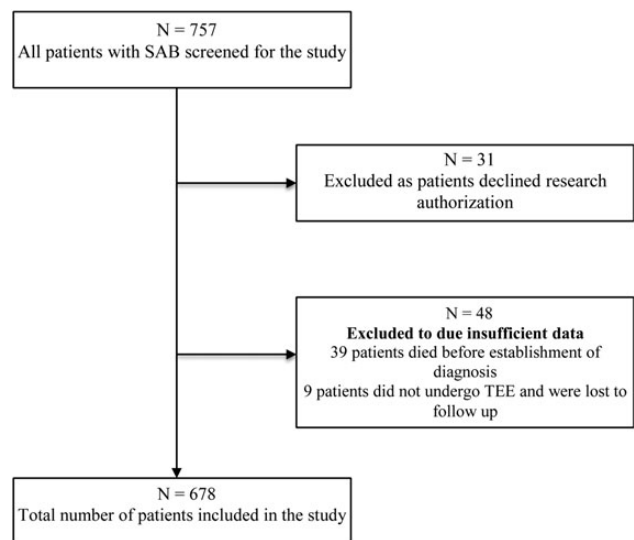 N = 757
All patients with SAB screened for the study
N = 31
Excluded as patients declined research
authorization
N = 48
Excluded to due insufficient data
39 patients died before establishment of
diagnosis
9 patients did not undergo TEE and were lost to
follow up
N = 678
Total number of patients included in the study